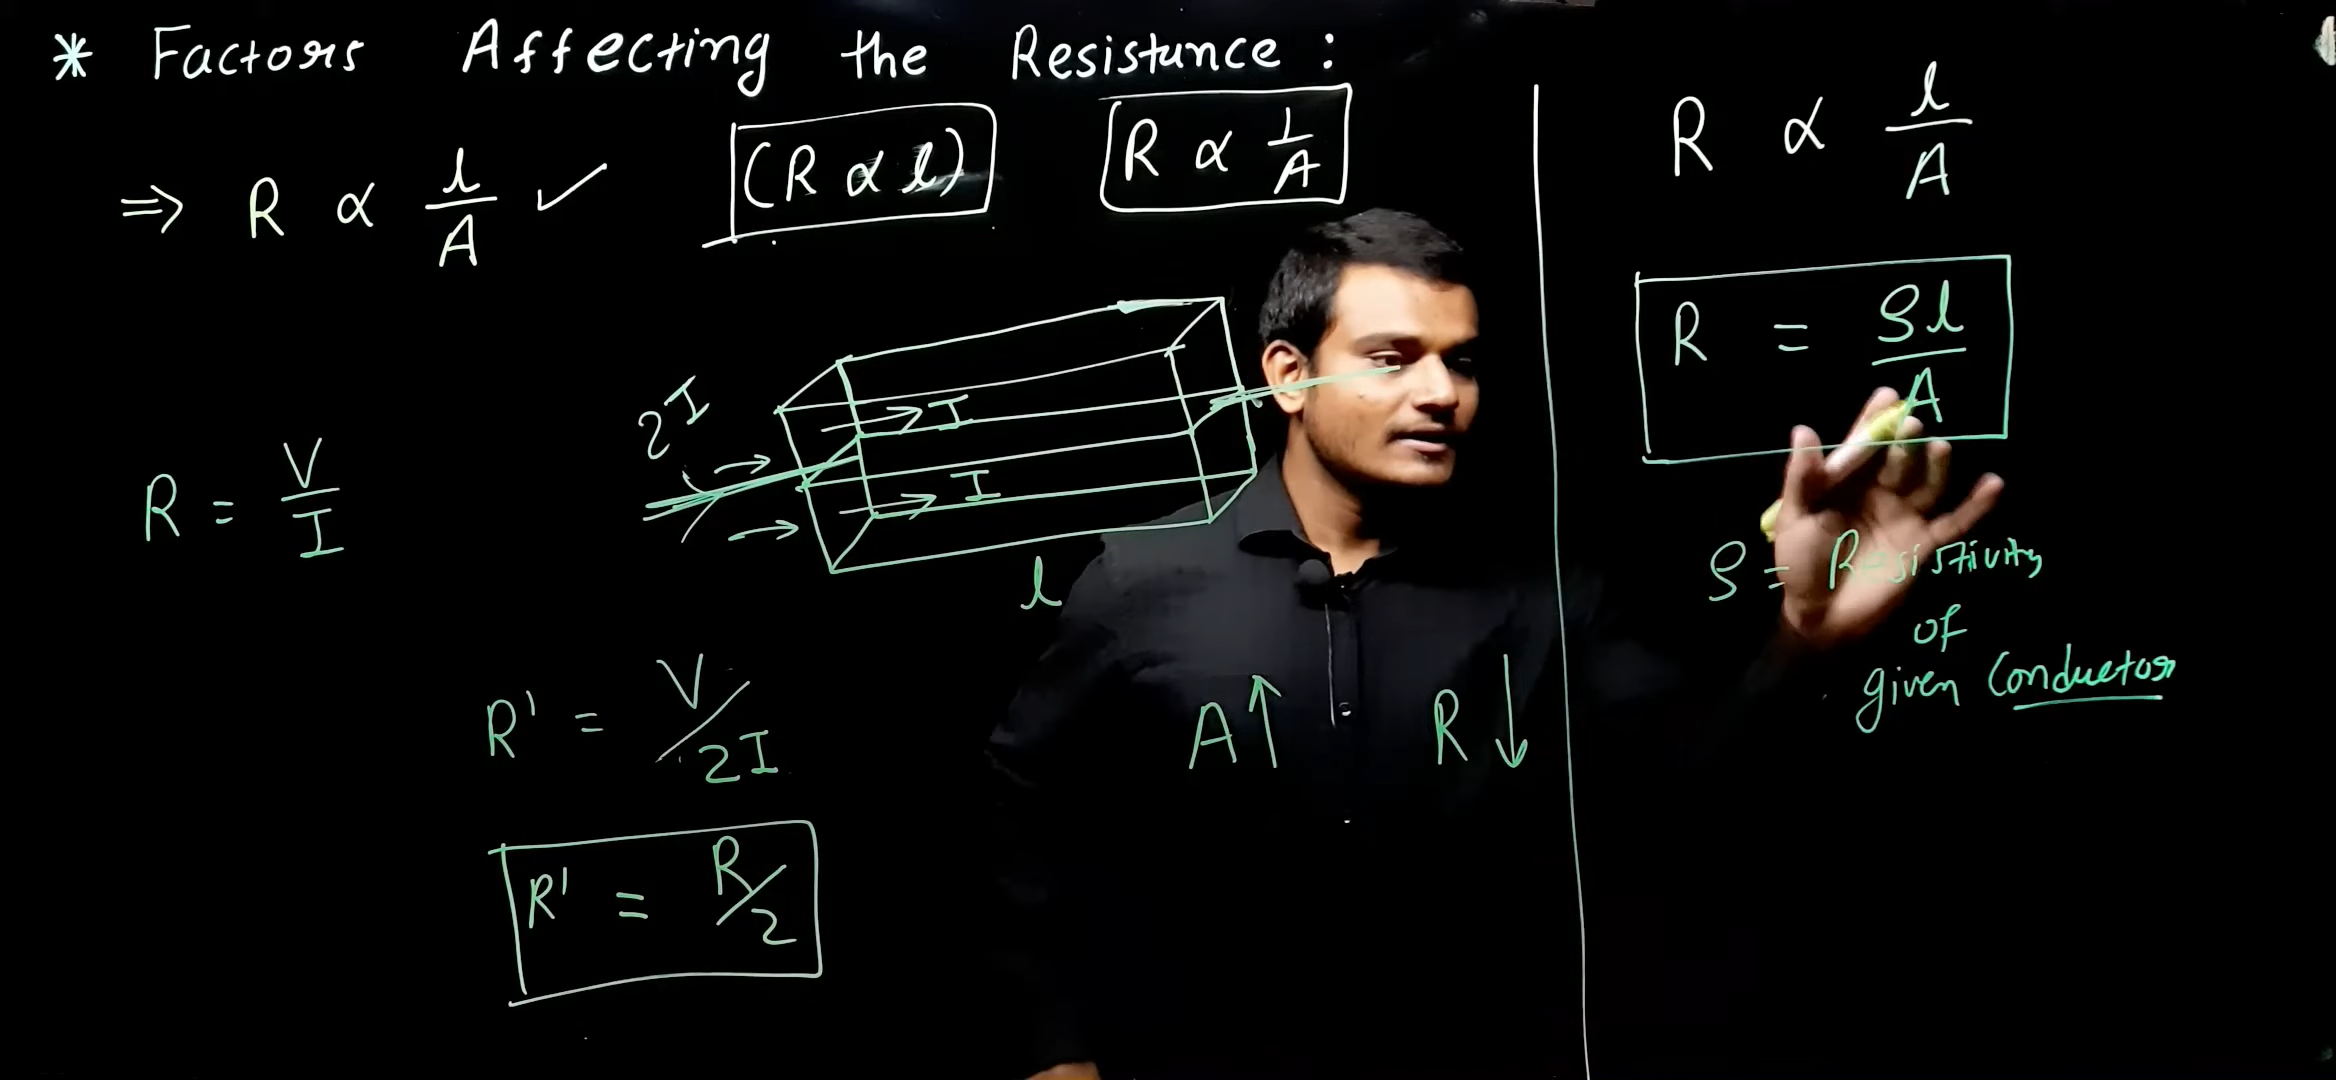 * Factors Affecting the Resistance :
⇒ R ∝ l/A ✓ (R ∝ l) R ∝ 1/A
2I
I
I
R = V/I
l
R' = V/2I
A↑ R↓
R' = R/2
R ∝ l/A
R = ρl/A
ρ = Resistivity
of
given Conductor